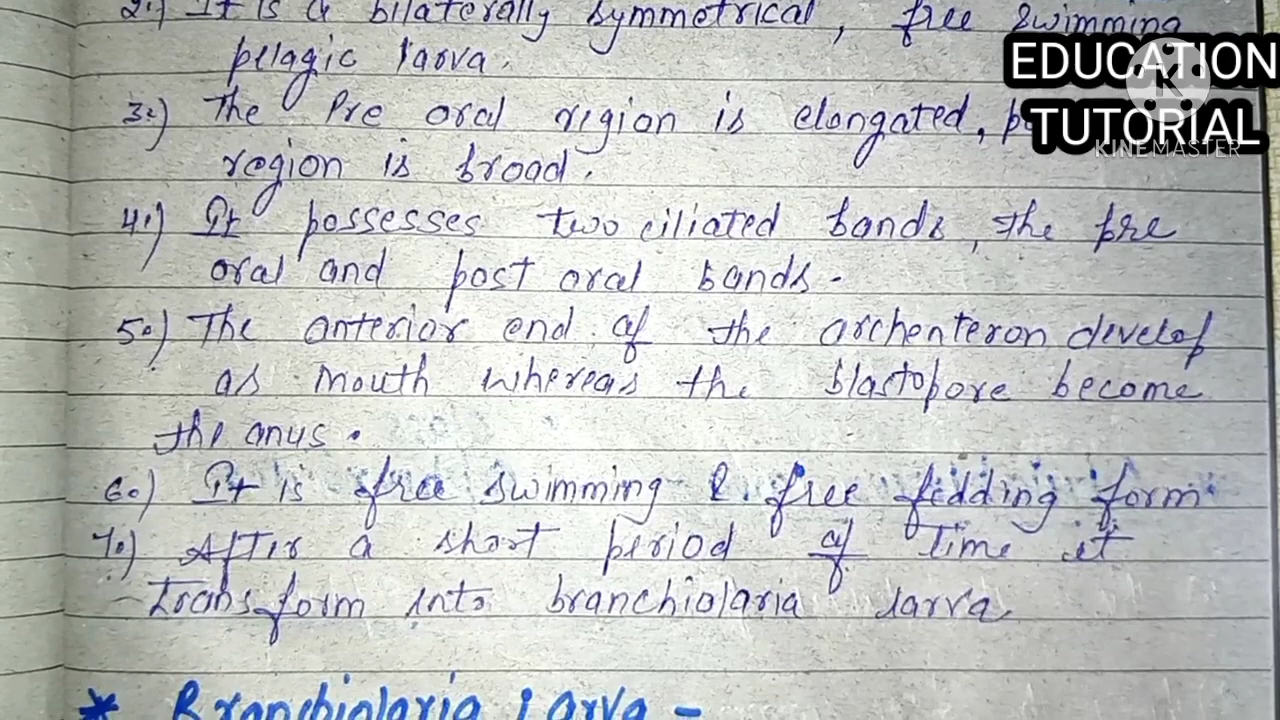 2.) It is a bilaterally symmetrical, free swimming
pelagic larva.
3.) The Pre oral region is elongated,
region is broad.
4.) It possesses two ciliated bands, the pre
oral and post oral bands.
5.) The anterior end of the archenteron develop
as mouth whereas the blastopore become
the anus.
6.) It is free swimming & free fedding form
7.) After a short period of time it
transform into branchiolaria larva
* Branchiolaria larva -
EDUCATION
TUTORIAL
K
KINEMASTER